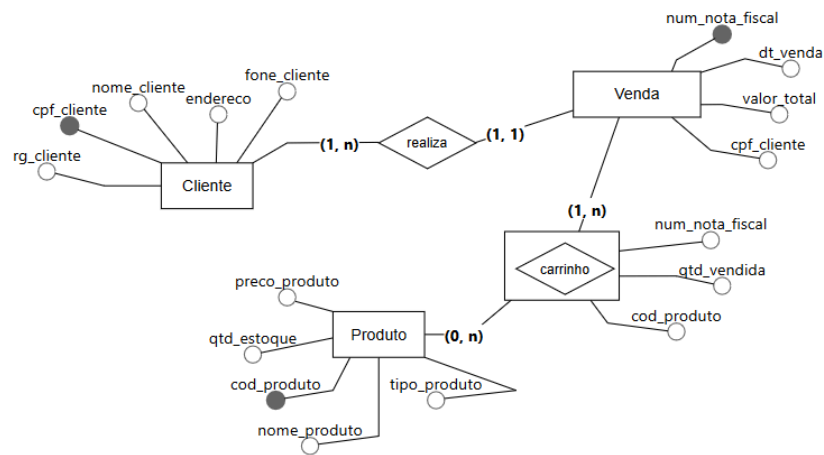 num_nota_fiscal
dt_venda
fone_cliente
nome_cliente
endereco
Venda
valor_total
cpf_cliente
(1, n)
realiza
(1, 1)
cpf_cliente
rg_cliente
Cliente
(1, n)
num_nota_fiscal
carrinho
qtd_vendida
preco_produto
cod_produto
qtd_estoque
Produto
(0, n)
cod_produto
tipo_produto
nome_produto